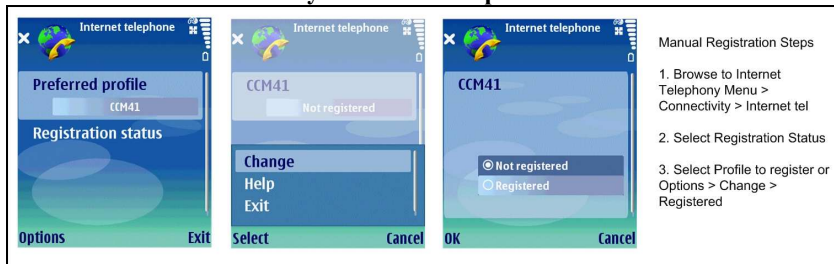 Internet telephone
Preferred profile
CCM41
Registration status
Options Exit
Internet telephone
CCM41
Not registered
Change
Help
Exit
Select Cancel
Internet telephone
CCM41
Not registered
Registered
OK Cancel
Manual Registration Steps
1. Browse to Internet
Telephony Menu >
Connectivity > Internet tel
2. Select Registration Status
3. Select Profile to register or
Options > Change >
Registered